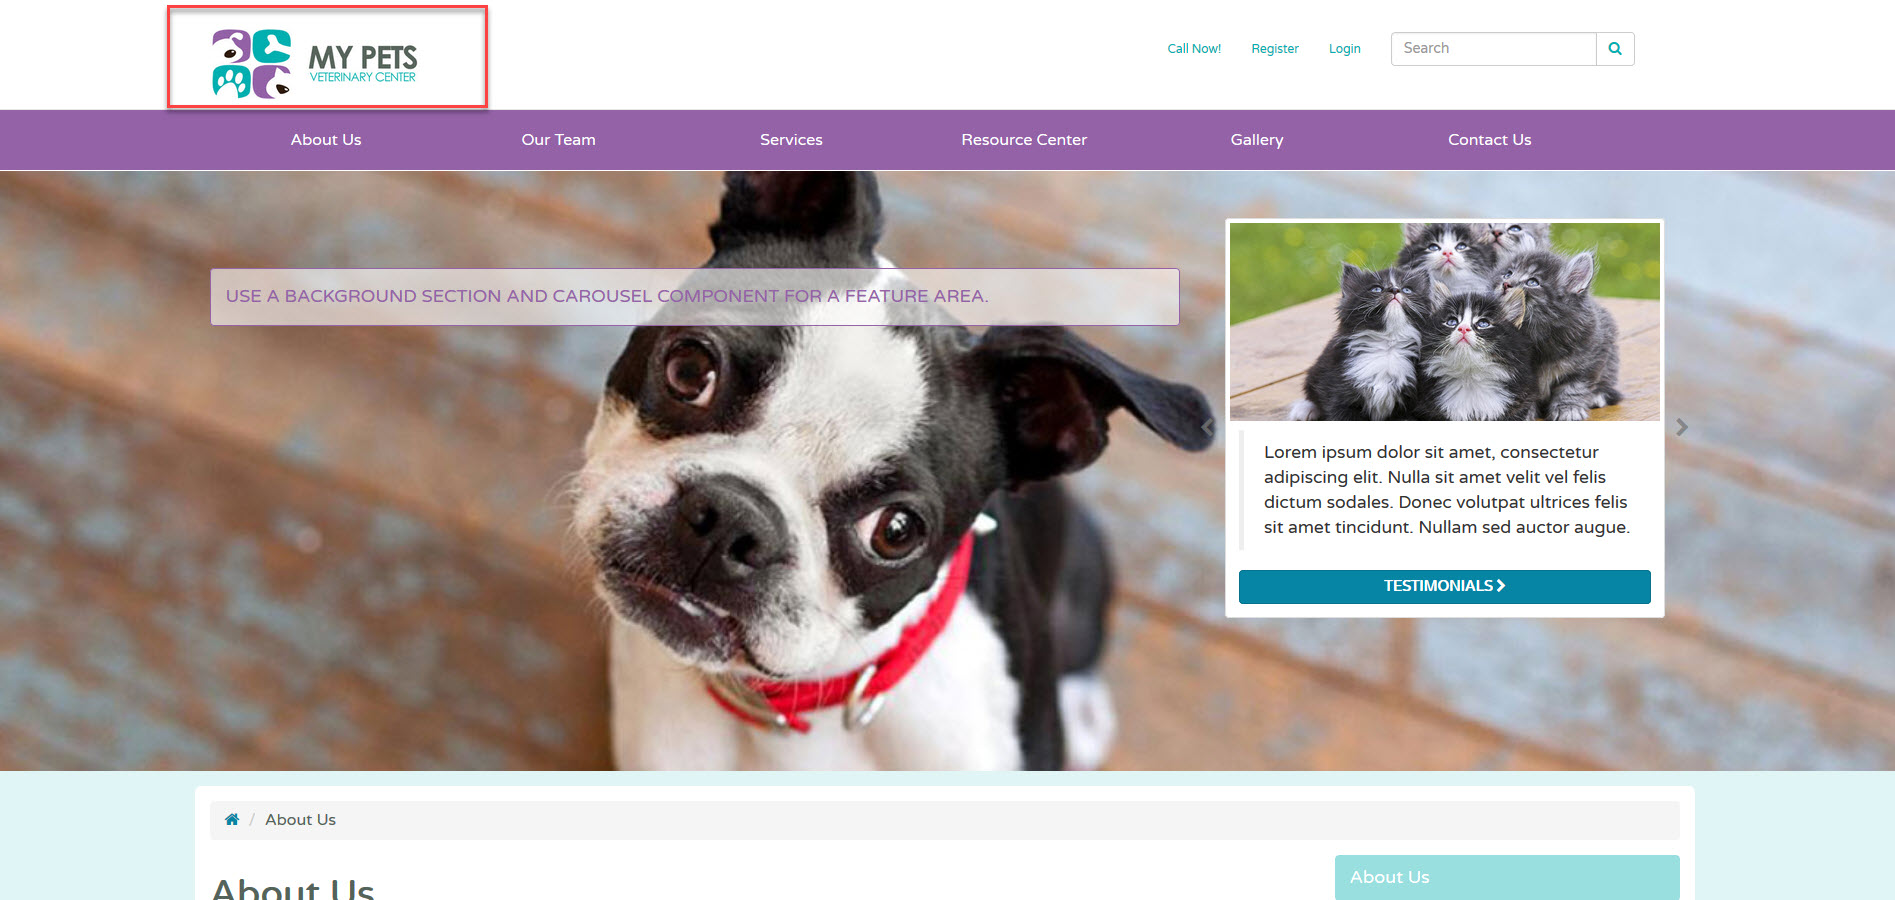 MY PETS
VETERINARY CENTER
Call Now!
Register
Login
Search
About Us
Our Team
Services
Resource Center
Gallery
Contact Us
USE A BACKGROUND SECTION AND CAROUSEL COMPONENT FOR A FEATURE AREA.
Lorem ipsum dolor sit amet, consectetur
adipiscing elit. Nulla sit amet velit vel felis
dictum sodales. Donec volutpat ultrices felis
sit amet tincidunt. Nullam sed auctor augue.
TESTIMONIALS
/ About Us
About Us
About Us